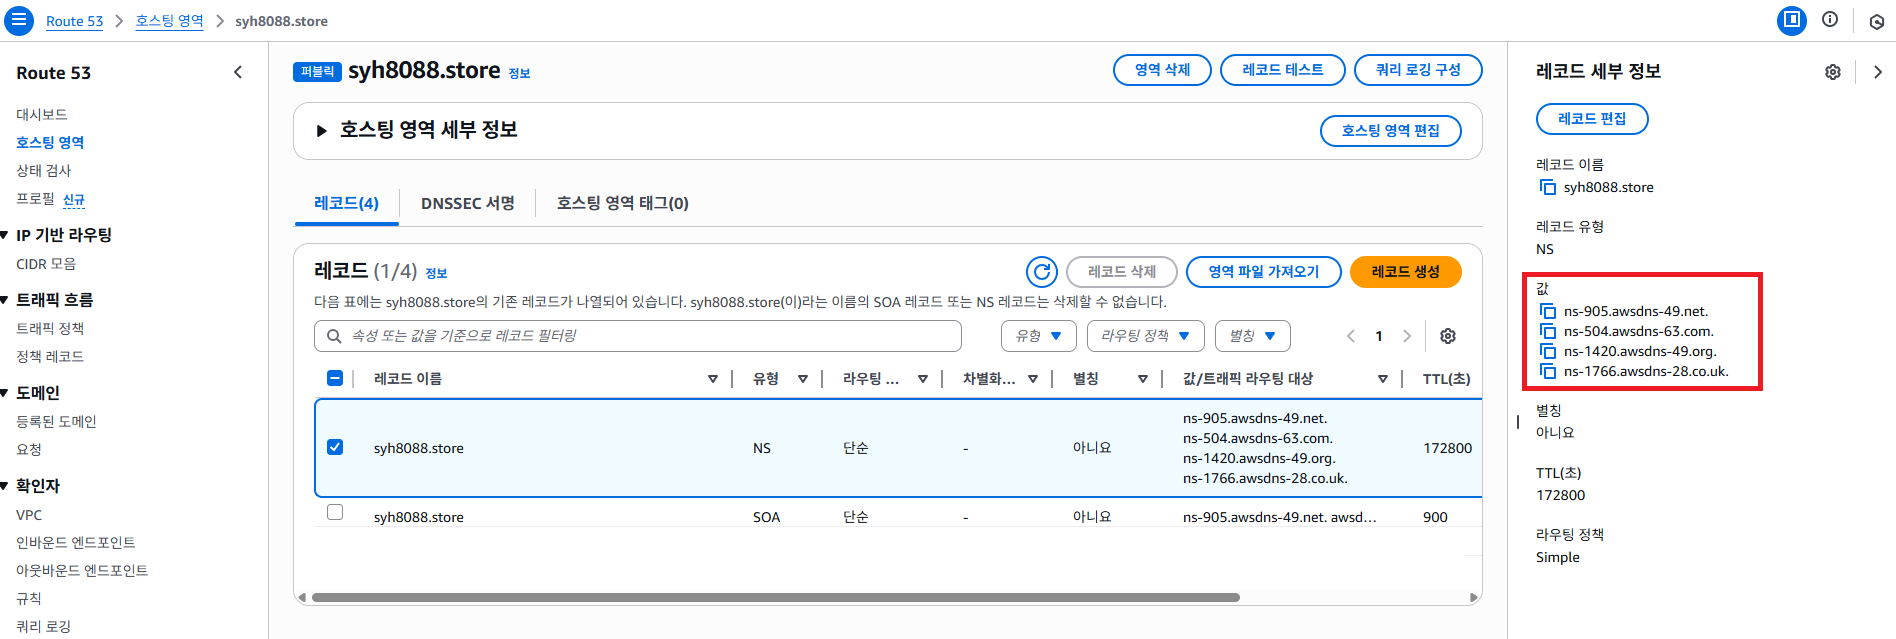 Route 53 > 호스팅 영역 > syh8088.store
Route 53
대시보드
호스팅 영역
상태 검사
프로필 신규
IP 기반 라우팅
CIDR 모음
트래픽 흐름
트래픽 정책
정책 레코드
도메인
등록된 도메인
요청
확인자
VPC
인바운드 엔드포인트
아웃바운드 엔드포인트
규칙
쿼리 로깅
퍼블릭 syh8088.store 정보
영역 삭제 레코드 테스트 쿼리 로깅 구성
호스팅 영역 세부 정보
호스팅 영역 편집
레코드(4) DNSSEC 서명 호스팅 영역 태그(0)
레코드 (1/4) 정보
레코드 삭제 영역 파일 가져오기 레코드 생성
다음 표에는 syh8088.store의 기존 레코드가 나열되어 있습니다. syh8088.store(이)라는 이름의 SOA 레코드 또는 NS 레코드는 삭제할 수 없습니다.
속성 또는 값을 기준으로 레코드 필터링
유형 라우팅 정책 별칭 1
레코드 이름 유형 라우팅 ... 차별화... 별칭 값/트래픽 라우팅 대상 TTL(초)
syh8088.store NS 단순 - 아니요
ns-905.awsdns-49.net.
ns-504.awsdns-63.com.
ns-1420.awsdns-49.org.
ns-1766.awsdns-28.co.uk.
172800
syh8088.store SOA 단순 - 아니요 ns-905.awsdns-49.net. awsd... 900
레코드 세부 정보
레코드 편집
레코드 이름
syh8088.store
레코드 유형
NS
값
ns-905.awsdns-49.net.
ns-504.awsdns-63.com.
ns-1420.awsdns-49.org.
ns-1766.awsdns-28.co.uk.
별칭
아니요
TTL(초)
172800
라우팅 정책
Simple